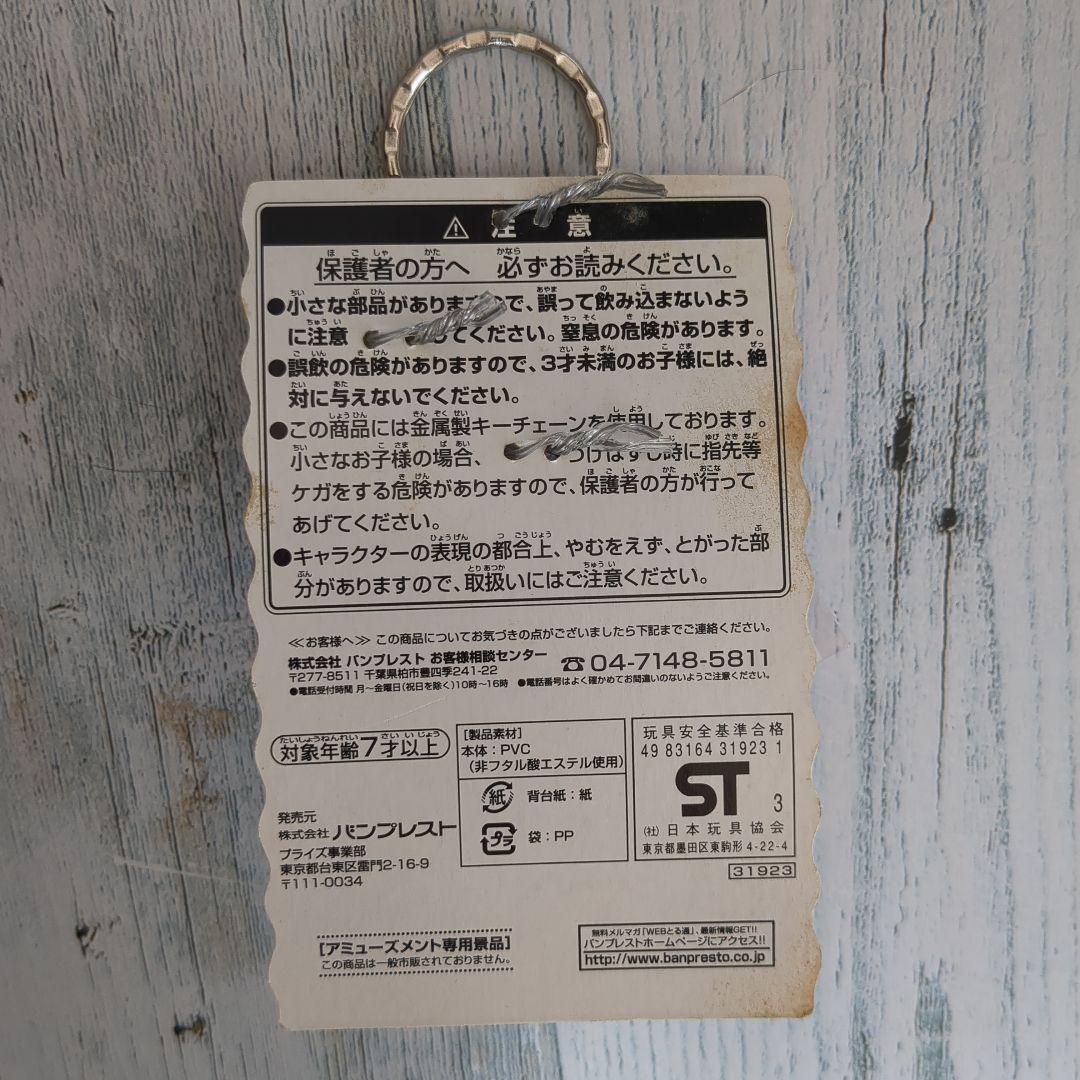 ⚠ 注意
保護者の方へ 必ずお読みください。
●小さな部品がありますので、誤って飲み込まないよう
に注意 してください。窒息の危険があります。
●誤飲の危険がありますので、3才未満のお子様には、絶
対に与えないでください。
●この商品には金属製キーチェーンを使用しております。
小さなお子様の場合、 つけはずし時に指先等
ケガをする危険がありますので、保護者の方が行って
あげてください。
●キャラクターの表現の都合上、やむをえず、とがった部
分がありますので、取扱いにはご注意ください。
≪お客様へ≫ この商品についてお気づきの点がございましたら下記までご連絡ください。
株式会社 バンプレスト お客様相談センター
〒277-8511 千葉県柏市豊四季241-22
☎04-7148-5811
●電話受付時間 月〜金曜日(祝日を除く)10時〜16時 ●電話番号はよく確かめてお間違いのないようご注意ください。
対象年齢7才以上
[製品素材]
本体:PVC
(非フタル酸エステル使用)
紙 背台紙:紙
プラ 袋:PP
玩具安全基準合格
49 83164 31923 1
ST 3
(社)日本玩具協会
東京都墨田区東駒形4-22-4
31923
発売元
株式会社 バンプレスト
プライズ事業部
東京都台東区雷門2-16-9
〒111-0034
[アミューズメント専用景品]
この商品は一般市販されておりません。
無料メルマガ「WEBとる通」、最新情報GET!!
バンプレストホームページにアクセス!!
http://www.banpresto.co.jp